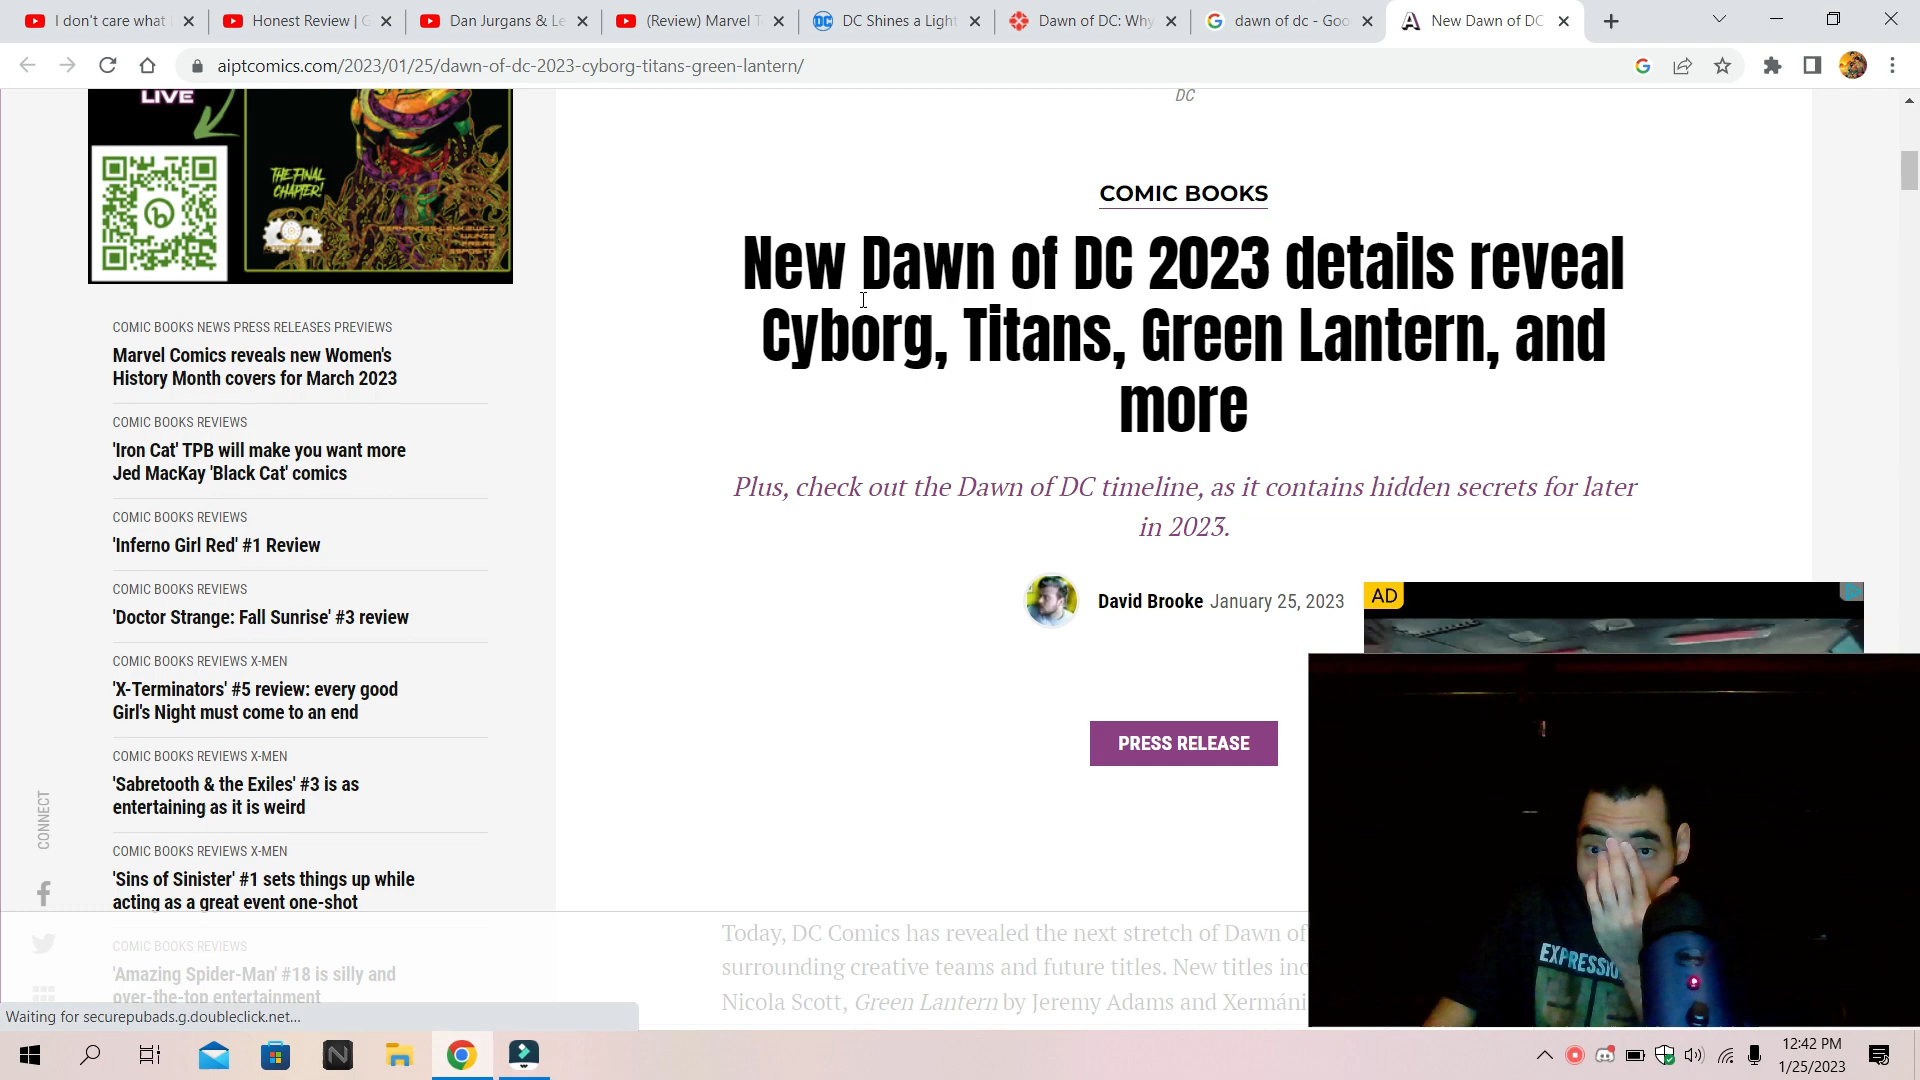 I don't care what
Honest Review |
Dan Jurgans & Le
(Review) Marvel T
DC Shines a Light
Dawn of DC: Why
dawn of dc - Goo
New Dawn of DC
aiptcomics.com/2023/01/25/dawn-of-dc-2023-cyborg-titans-green-lantern/
LIVE
THE FINAL
CHAPTER!
DC
COMIC BOOKS
New Dawn of DC 2023 details reveal
Cyborg, Titans, Green Lantern, and
more
Plus, check out the Dawn of DC timeline, as it contains hidden secrets for later
in 2023.
David Brooke January 25, 2023
AD
PRESS RELEASE
COMIC BOOKS NEWS PRESS RELEASES PREVIEWS
Marvel Comics reveals new Women's
History Month covers for March 2023
COMIC BOOKS REVIEWS
'Iron Cat' TPB will make you want more
Jed MacKay 'Black Cat' comics
COMIC BOOKS REVIEWS
'Inferno Girl Red' #1 Review
COMIC BOOKS REVIEWS
'Doctor Strange: Fall Sunrise' #3 review
COMIC BOOKS REVIEWS X-MEN
'X-Terminators' #5 review: every good
Girl's Night must come to an end
COMIC BOOKS REVIEWS X-MEN
'Sabretooth & the Exiles' #3 is as
entertaining as it is weird
COMIC BOOKS REVIEWS X-MEN
'Sins of Sinister' #1 sets things up while
acting as a great event one-shot
COMIC BOOKS REVIEWS
'Amazing Spider-Man' #18 is silly and
over-the-top entertainment
CONNECT
Today, DC Comics has revealed the next stretch of Dawn of
surrounding creative teams and future titles. New titles inc
Nicola Scott, Green Lantern by Jeremy Adams and Xermáni
EXPRESSIO
Waiting for securepubads.g.doubleclick.net...
12:42 PM
1/25/2023